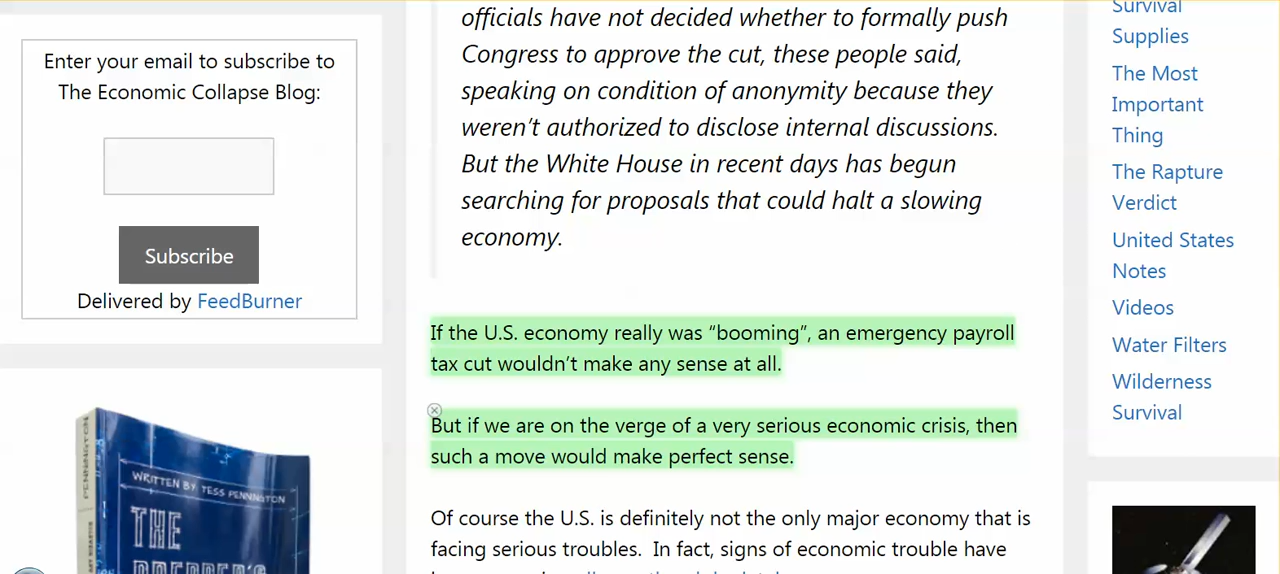 Enter your email to subscribe to
The Economic Collapse Blog:
Subscribe
Delivered by FeedBurner
PENNINGTON
WRITTEN BY TESS PENNINGTON
THE
officials have not decided whether to formally push
Congress to approve the cut, these people said,
speaking on condition of anonymity because they
weren’t authorized to disclose internal discussions.
But the White House in recent days has begun
searching for proposals that could halt a slowing
economy.
If the U.S. economy really was “booming”, an emergency payroll
tax cut wouldn’t make any sense at all.
But if we are on the verge of a very serious economic crisis, then
such a move would make perfect sense.
Of course the U.S. is definitely not the only major economy that is
facing serious troubles.  In fact, signs of economic trouble have
Survival
Supplies
The Most
Important
Thing
The Rapture
Verdict
United States
Notes
Videos
Water Filters
Wilderness
Survival